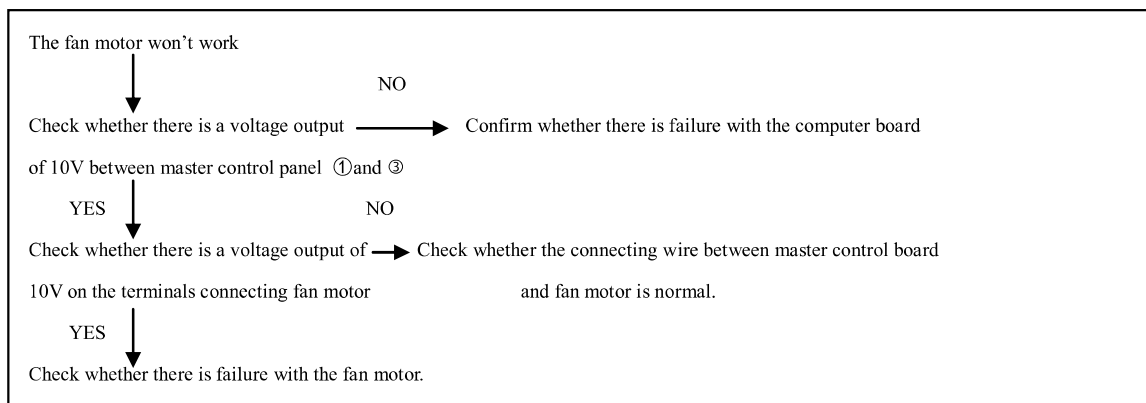 The fan motor won't work
NO
Check whether there is a voltage output Confirm whether there is failure with the computer board
of 10V between master control panel ①and ③
YES NO
Check whether there is a voltage output of Check whether the connecting wire between master control board
10V on the terminals connecting fan motor and fan motor is normal.
YES
Check whether there is failure with the fan motor.